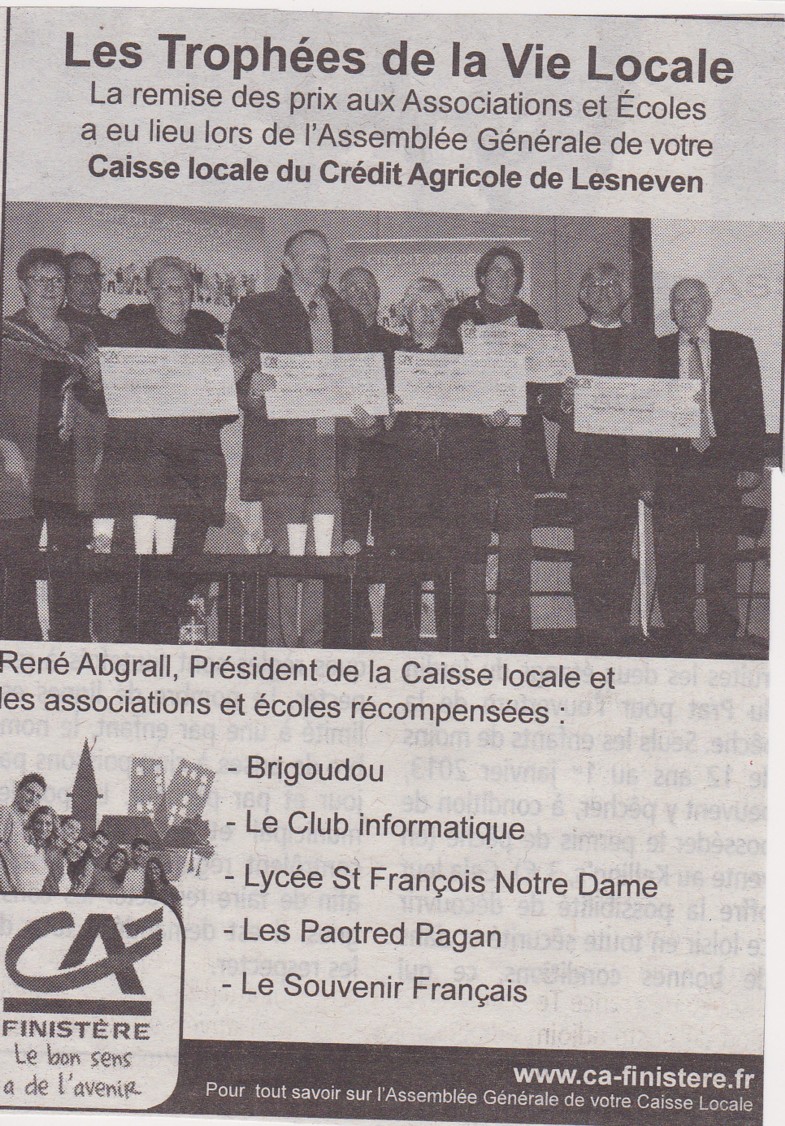 Les Trophées de la Vie Locale
La remise des prix aux Associations et Écoles
a eu lieu lors de l'Assemblée Générale de votre
Caisse locale du Crédit Agricole de Lesneven
CRÉDIT AGRICOLE
René Abgrall, Président de la Caisse locale et
les associations et écoles récompensées :
- Brigoudou
- Le Club informatique
- Lycée St François Notre Dame
- Les Paotred Pagan
- Le Souvenir Français
CA
FINISTÈRE
Le bon sens
a de l'avenir
www.ca-finistere.fr
Pour tout savoir sur l'Assemblée Générale de votre Caisse Locale